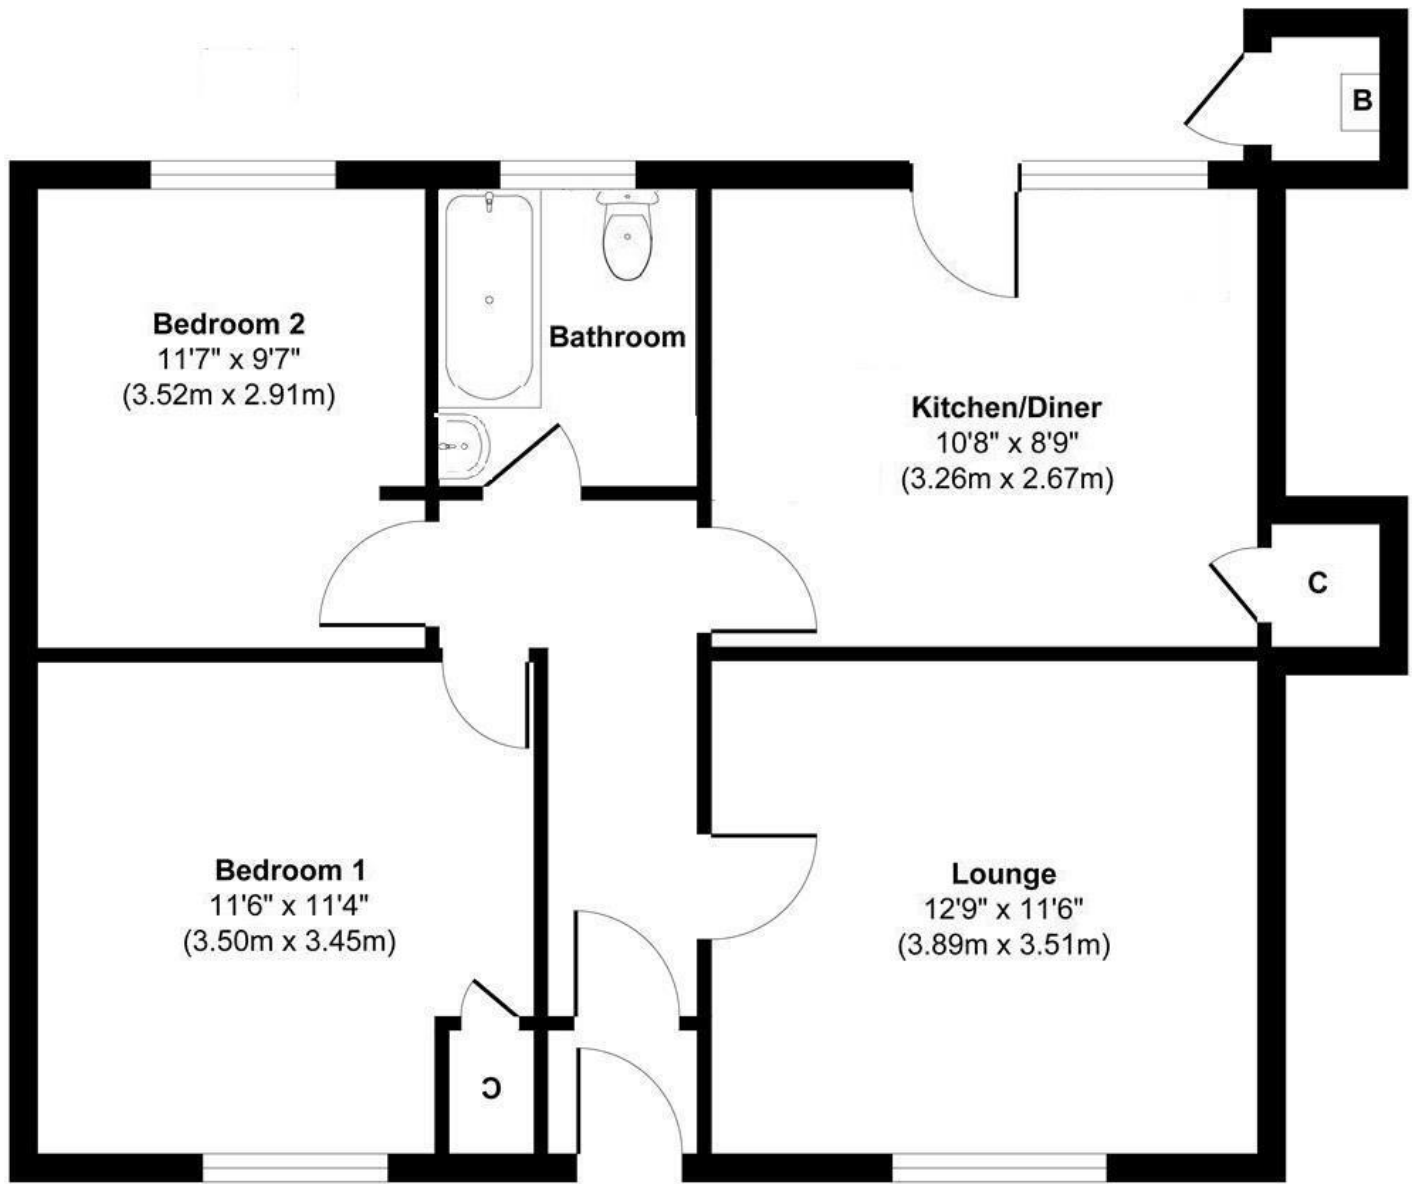 B
Bedroom 2
11'7" x 9'7"
(3.52m x 2.91m)
Bathroom
Kitchen/Diner
10'8" x 8'9"
(3.26m x 2.67m)
C
Bedroom 1
11'6" x 11'4"
(3.50m x 3.45m)
Lounge
12'9" x 11'6"
(3.89m x 3.51m)
C